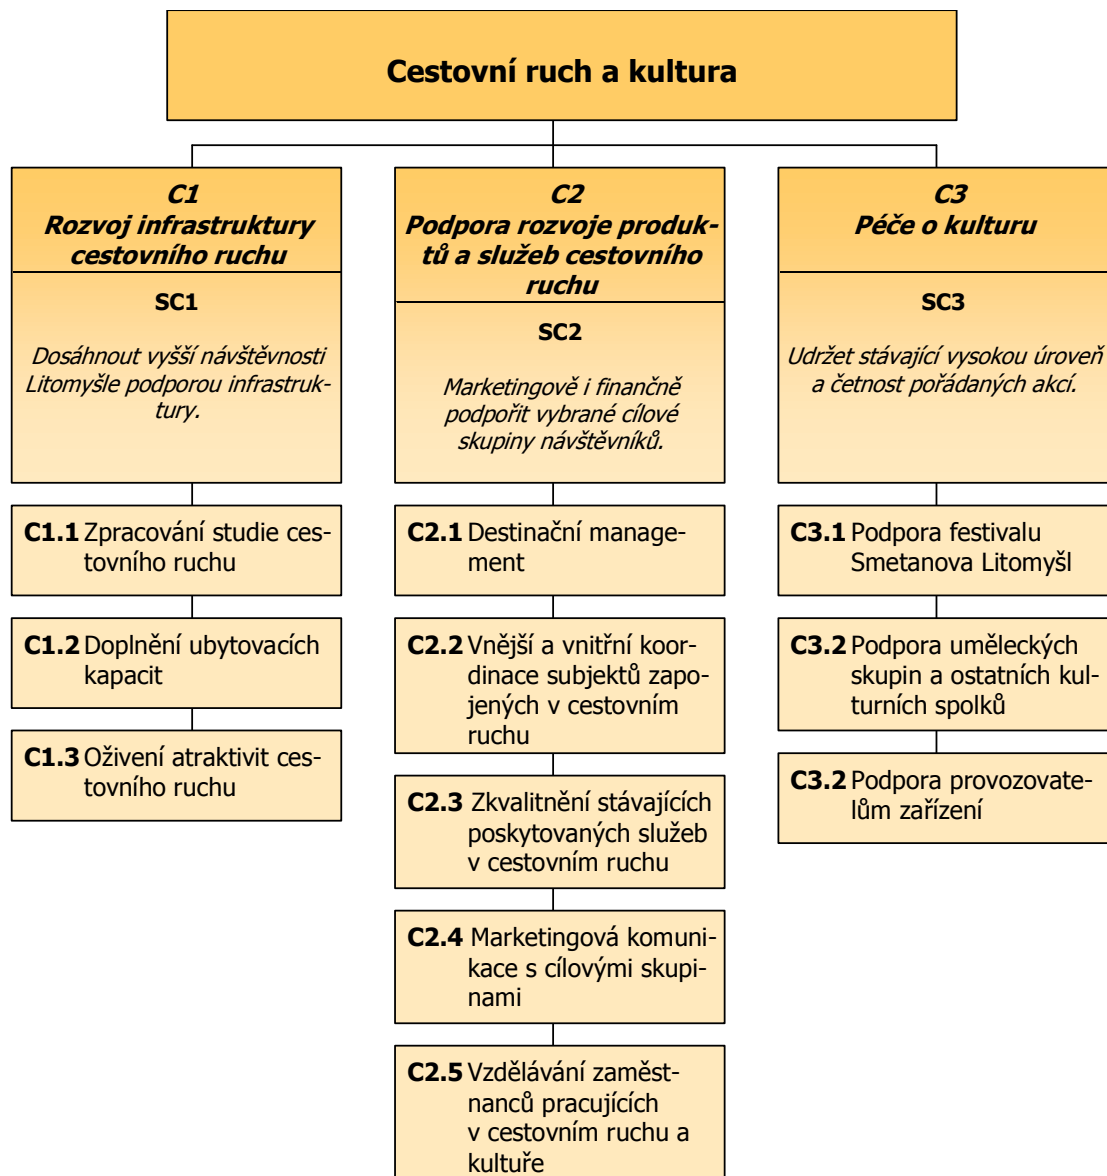 Cestovní ruch a kultura
C1
Rozvoj infrastruktury
cestovního ruchu
SC1
Dosáhnout vyšší návštěvnosti
Litomyšle podporou infrastruk-
tury.
C1.1 Zpracování studie ces-
tovního ruchu
C1.2 Doplnění ubytovacích
kapacit
C1.3 Oživení atraktivit ces-
tovního ruchu
C2
Podpora rozvoje produk-
tů a služeb cestovního
ruchu
SC2
Marketingově i finančně
podpořit vybrané cílové
skupiny návštěvníků.
C2.1 Destinační manage-
ment
C2.2 Vnější a vnitřní koor-
dinace subjektů zapo-
jených v cestovním
ruchu
C2.3 Zkvalitnění stávajících
poskytovaných služeb
v cestovním ruchu
C2.4 Marketingová komuni-
kace s cílovými skupi-
nami
C2.5 Vzdělávání zaměst-
nanců pracujících
v cestovním ruchu a
kultuře
C3
Péče o kulturu
SC3
Udržet stávající vysokou úroveň
a četnost pořádaných akcí.
C3.1 Podpora festivalu
Smetanova Litomyšl
C3.2 Podpora uměleckých
skupin a ostatních kul-
turních spolků
C3.2 Podpora provozovate-
lům zařízení